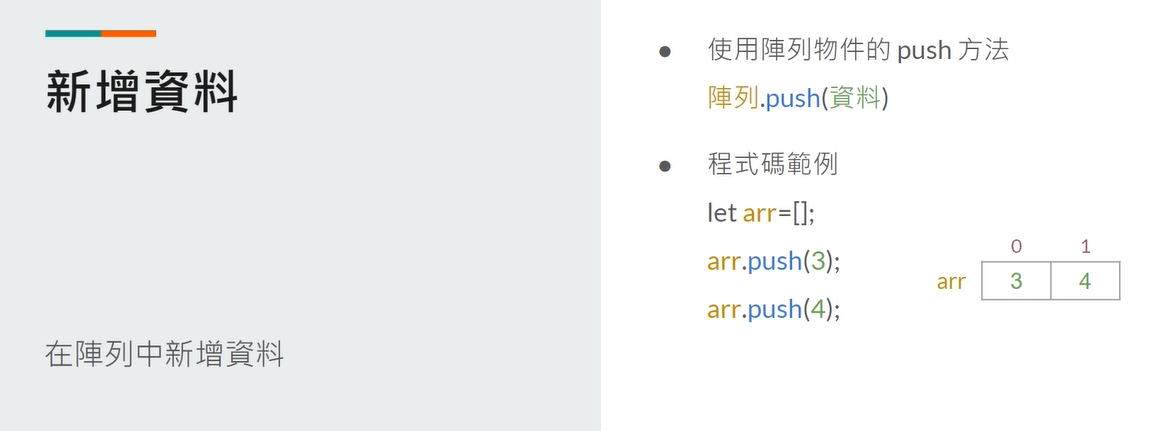 新增資料
在陣列中新增資料
● 使用陣列物件的 push 方法
陣列.push(資料)
● 程式碼範例
let arr=[];
arr.push(3);
arr.push(4);
0 1
arr 3 4